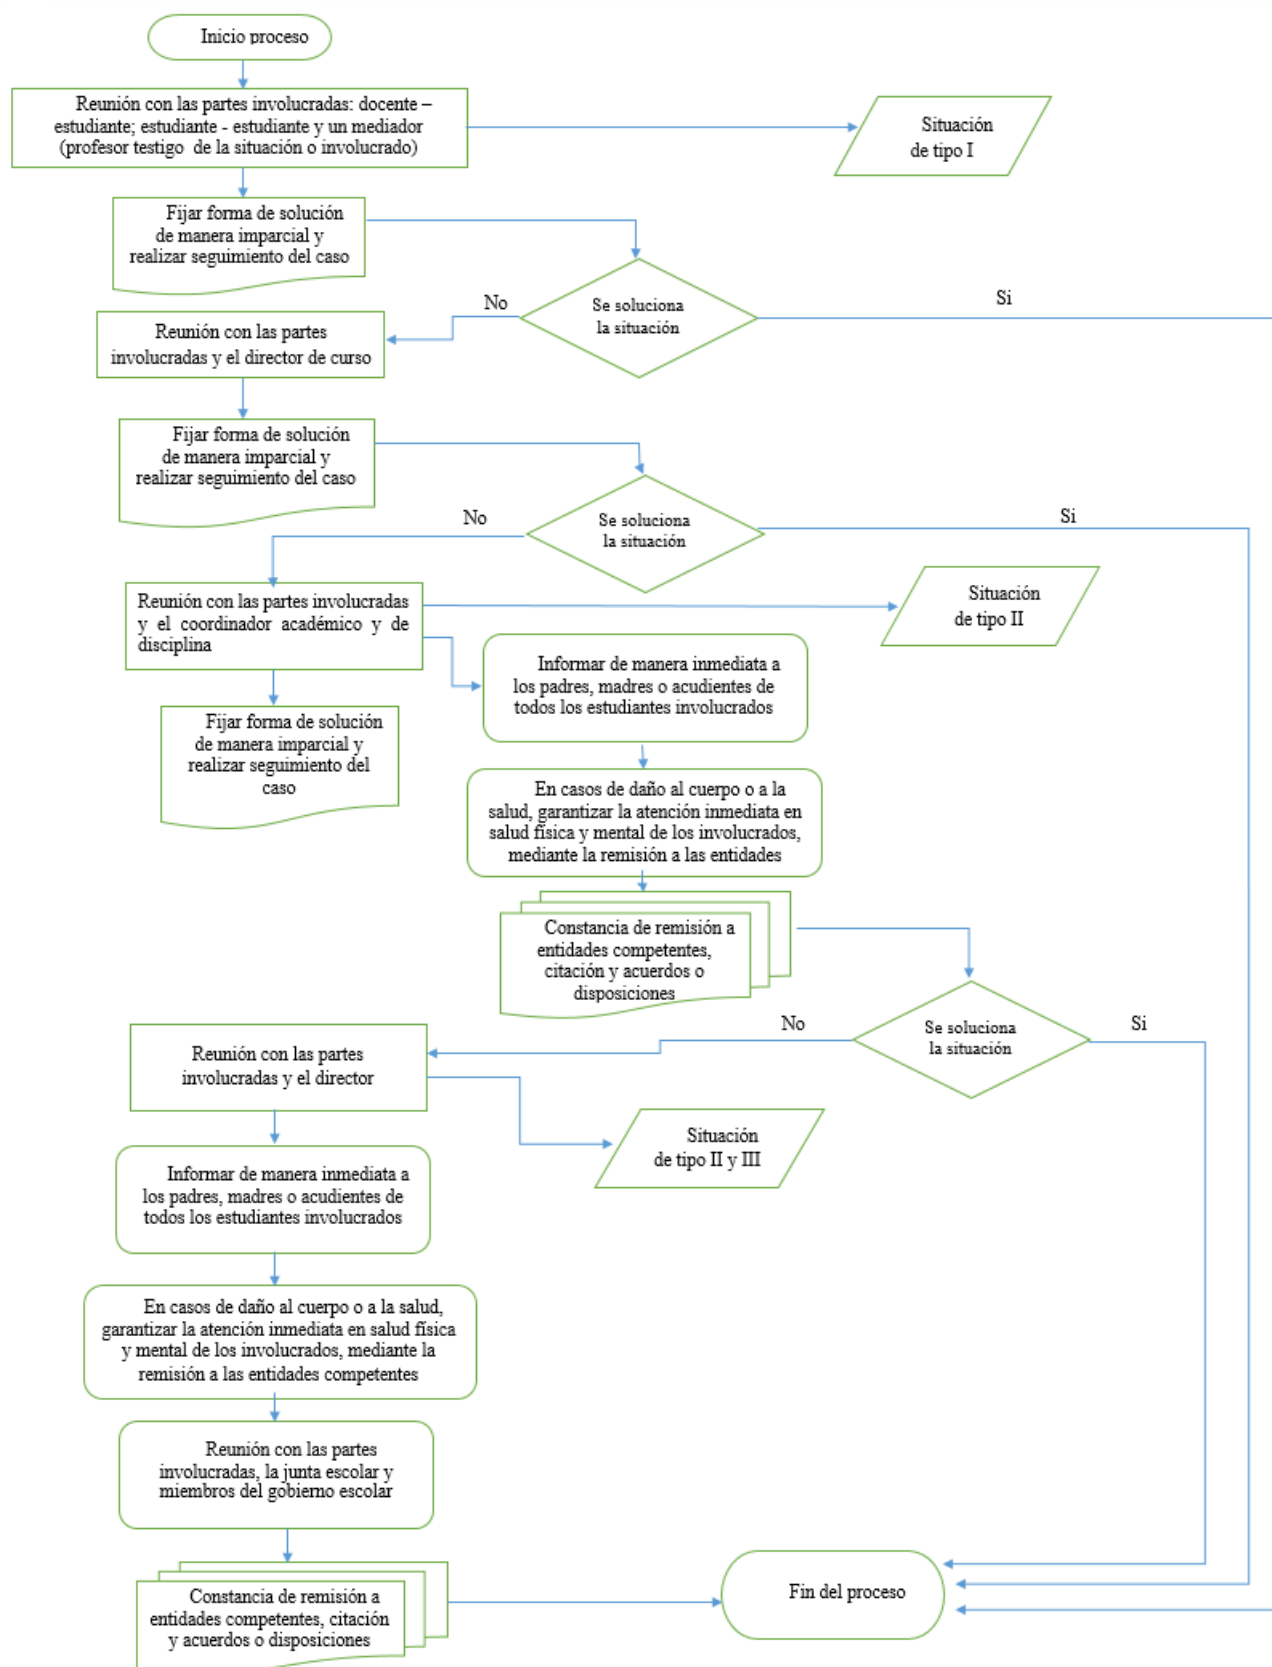 Inicio proceso
Reunión con las partes involucradas: docente –
estudiante; estudiante - estudiante y un mediador
(profesor testigo de la situación o involucrado)
Situación
de tipo I
Fijar forma de solución
de manera imparcial y
realizar seguimiento del caso
Se soluciona
la situación
No
Si
Reunión con las partes
involucradas y el director de curso
Fijar forma de solución
de manera imparcial y
realizar seguimiento del caso
Se soluciona
la situación
No
Si
Reunión con las partes involucradas
y el coordinador académico y de
disciplina
Situación
de tipo II
Informar de manera inmediata a
los padres, madres o acudientes de
todos los estudiantes involucrados
Fijar forma de solución
de manera imparcial y
realizar seguimiento del
caso
En casos de daño al cuerpo o a la
salud, garantizar la atención inmediata en
salud física y mental de los involucrados,
mediante la remisión a las entidades
Constancia de remisión a
entidades competentes,
citación y acuerdos o
disposiciones
Se soluciona
la situación
No
Si
Reunión con las partes
involucradas y el director
Situación
de tipo II y III
Informar de manera inmediata a
los padres, madres o acudientes de
todos los estudiantes involucrados
En casos de daño al cuerpo o a la salud,
garantizar la atención inmediata en salud física
y mental de los involucrados, mediante la
remisión a las entidades competentes
Reunión con las partes
involucradas, la junta escolar y
miembros del gobierno escolar
Constancia de remisión a
entidades competentes, citación
y acuerdos o disposiciones
Fin del proceso